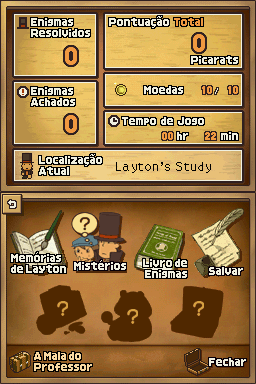 Enigmas
Resolvidos
0
Pontuação Total
0
Picarats
Enigmas
Achados
0
Moedas 10/ 10
Tempo de Jogo
00 hr 22 min
Localização
Atual
Layton's Study
Memórias
de Layton
?
Mistérios
Livro de
Enigmas
Salvar
? ? ?
A Mala do
Professor
Fechar